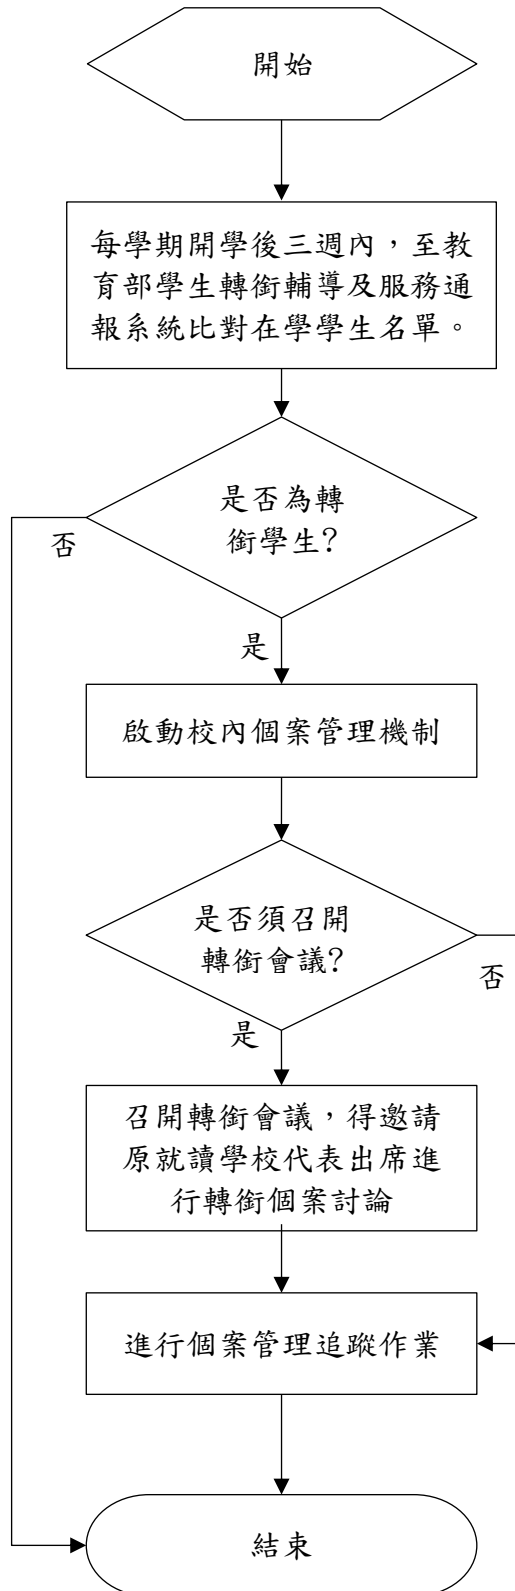 開始
每學期開學後三週內，至教
育部學生轉銜輔導及服務通
報系統比對在學學生名單。
是否為轉
銜學生?
否
是
啟動校內個案管理機制
是否須召開
轉銜會議?
否
是
召開轉銜會議，得邀請
原就讀學校代表出席進
行轉銜個案討論
進行個案管理追蹤作業
結束